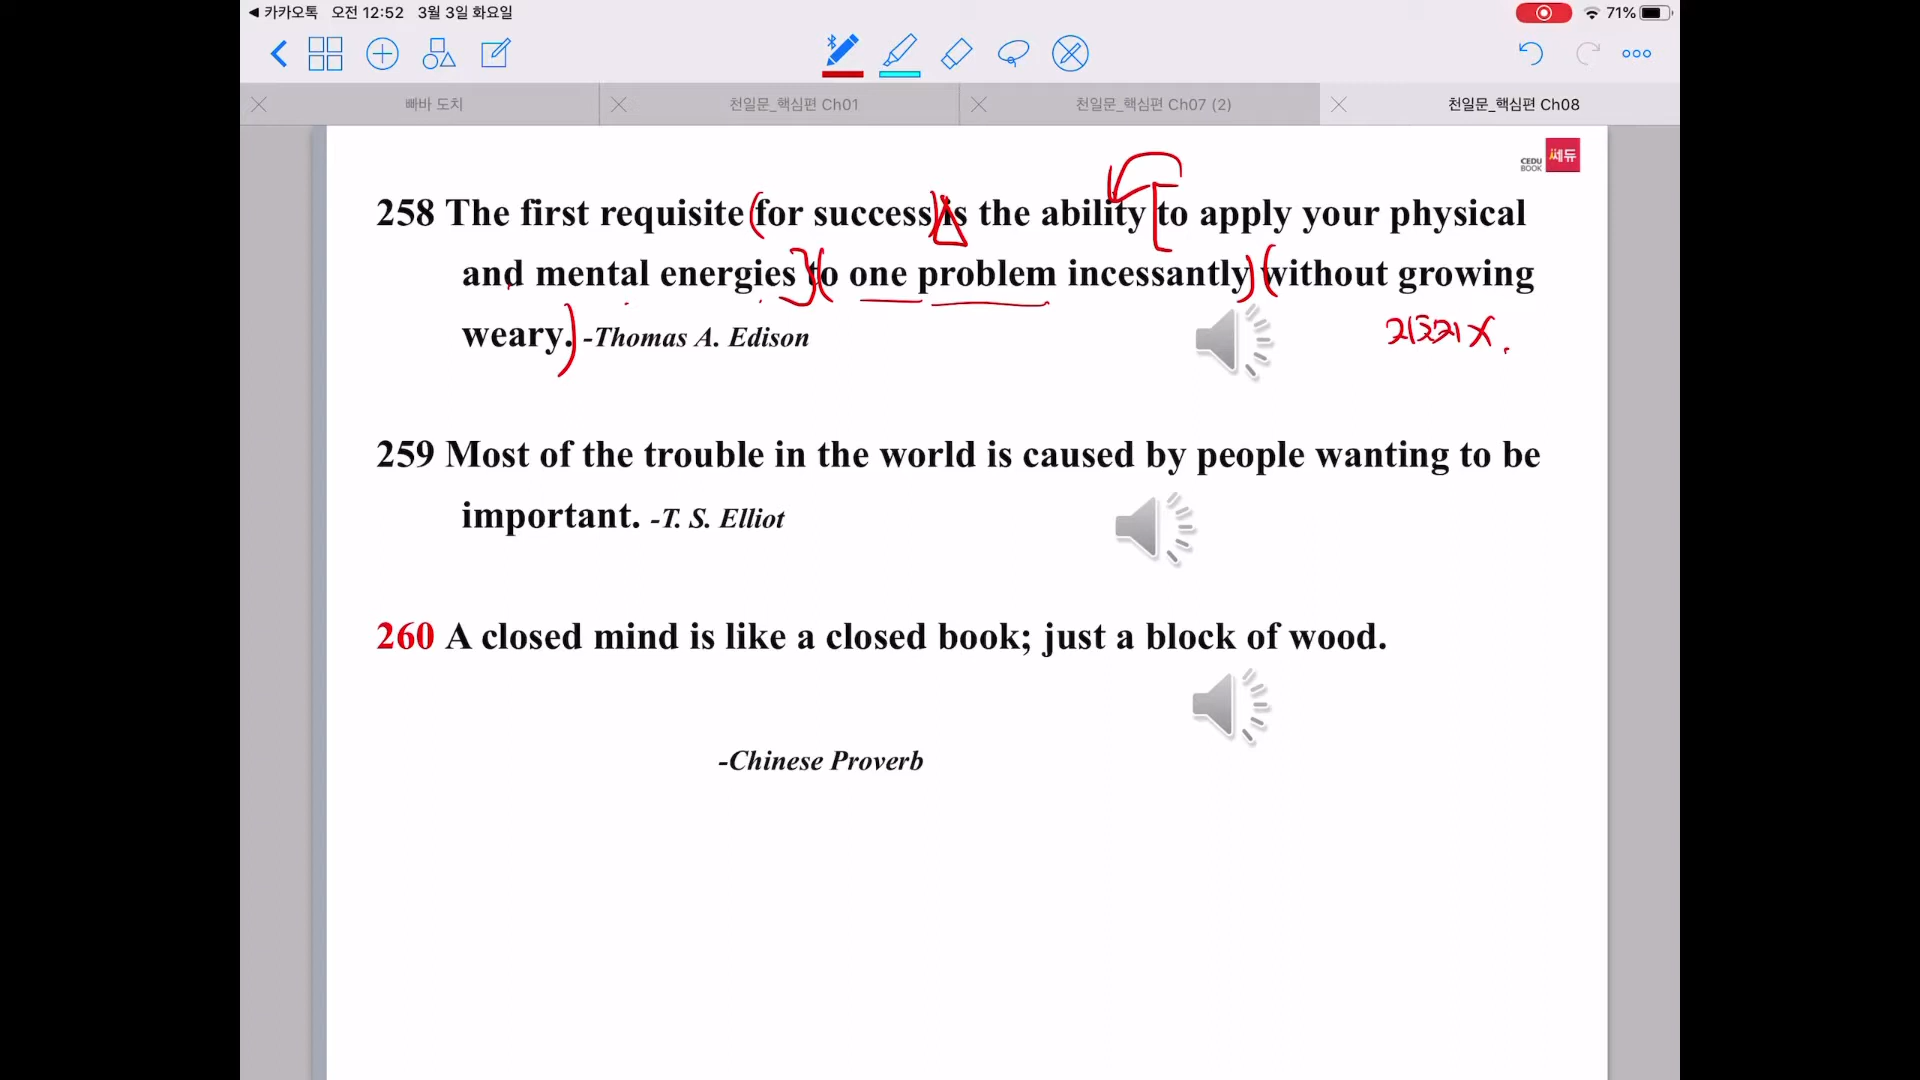 ◀ 카카오톡 오전 12:52 3월 3일 화요일 71%
빠바 도치 천일문_핵심편 Ch01 천일문_핵심편 Ch07 (2) 천일문_핵심편 Ch08
CEDU BOOK 쎄듀
258 The first requisite for success is the ability to apply your physical
and mental energies to one problem incessantly without growing
weary. -Thomas A. Edison
259 Most of the trouble in the world is caused by people wanting to be
important. -T. S. Elliot
260 A closed mind is like a closed book; just a block of wood.
-Chinese Proverb